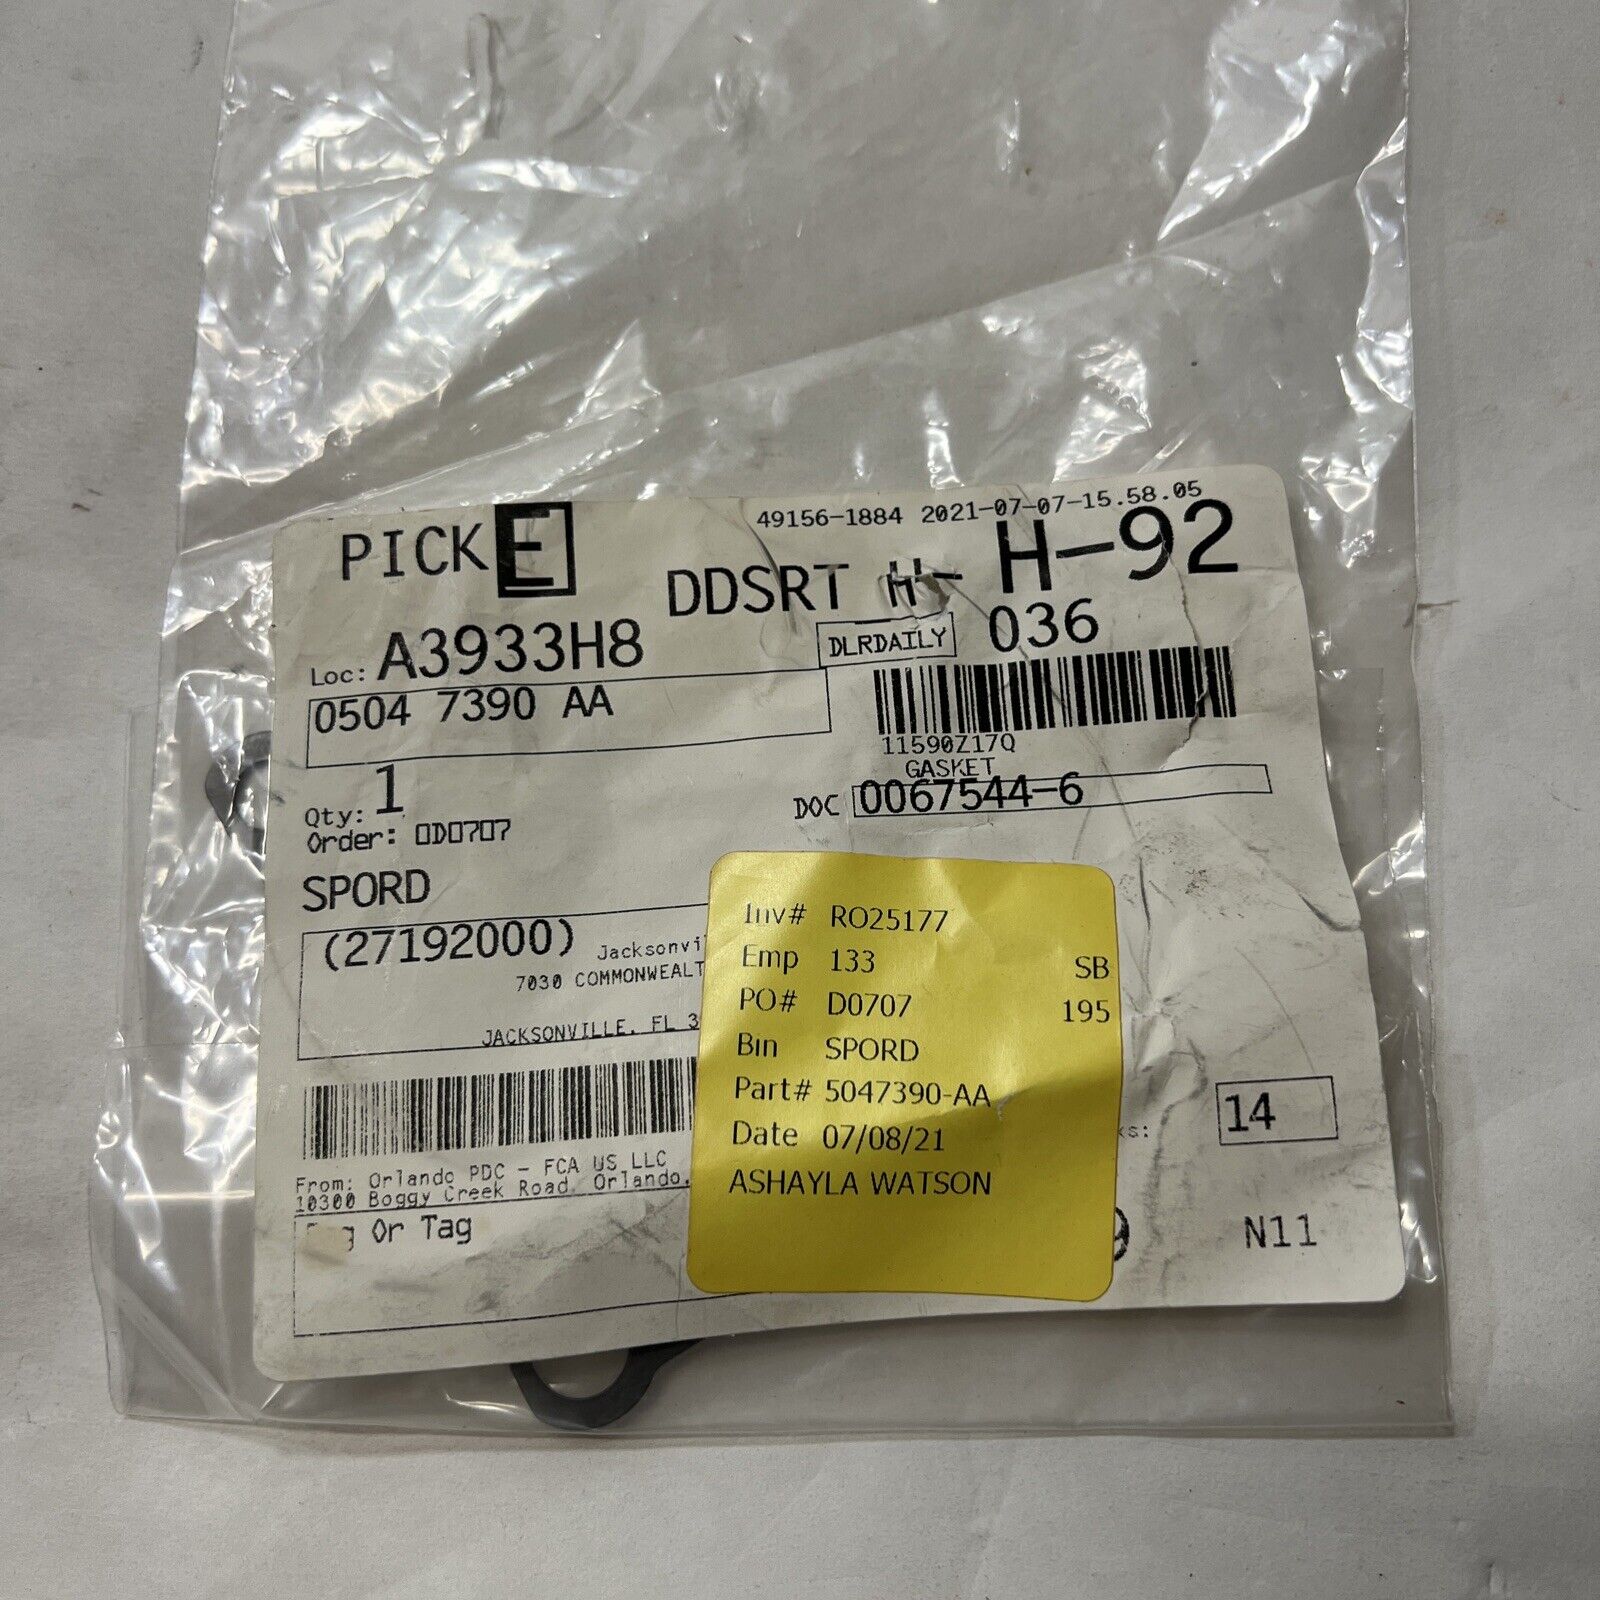 49156-1884 2021-07-07-15.58.05
PICK E
DDSRT H- H-92
Loc: A3933H8
DLRDAILY 036
0504 7390 AA
11590Z17Q
GASKET
Qty: 1
DOC 0067544-6
Order: 0D0707
SPORD
(27192000)
7030
JACKSONVILLE, FL
Inv# RO25177
Emp 133 SB
PO# D0707 195
Bin SPORD
Part# 5047390-AA
Date 07/08/21
ASHAYLA WATSON
14
From: Orlando PDC - FCA US LLC
10300 Boggy Creek Road, Orlando,
Or Tag
N11